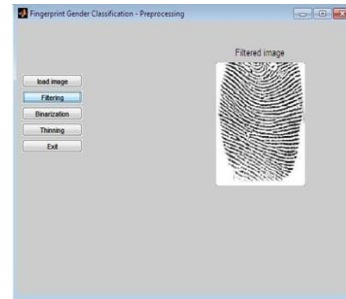 Fingerprint Gender Classification - Preprocessing
Filtered image
load image
Filtering
Binarization
Thinning
Exit